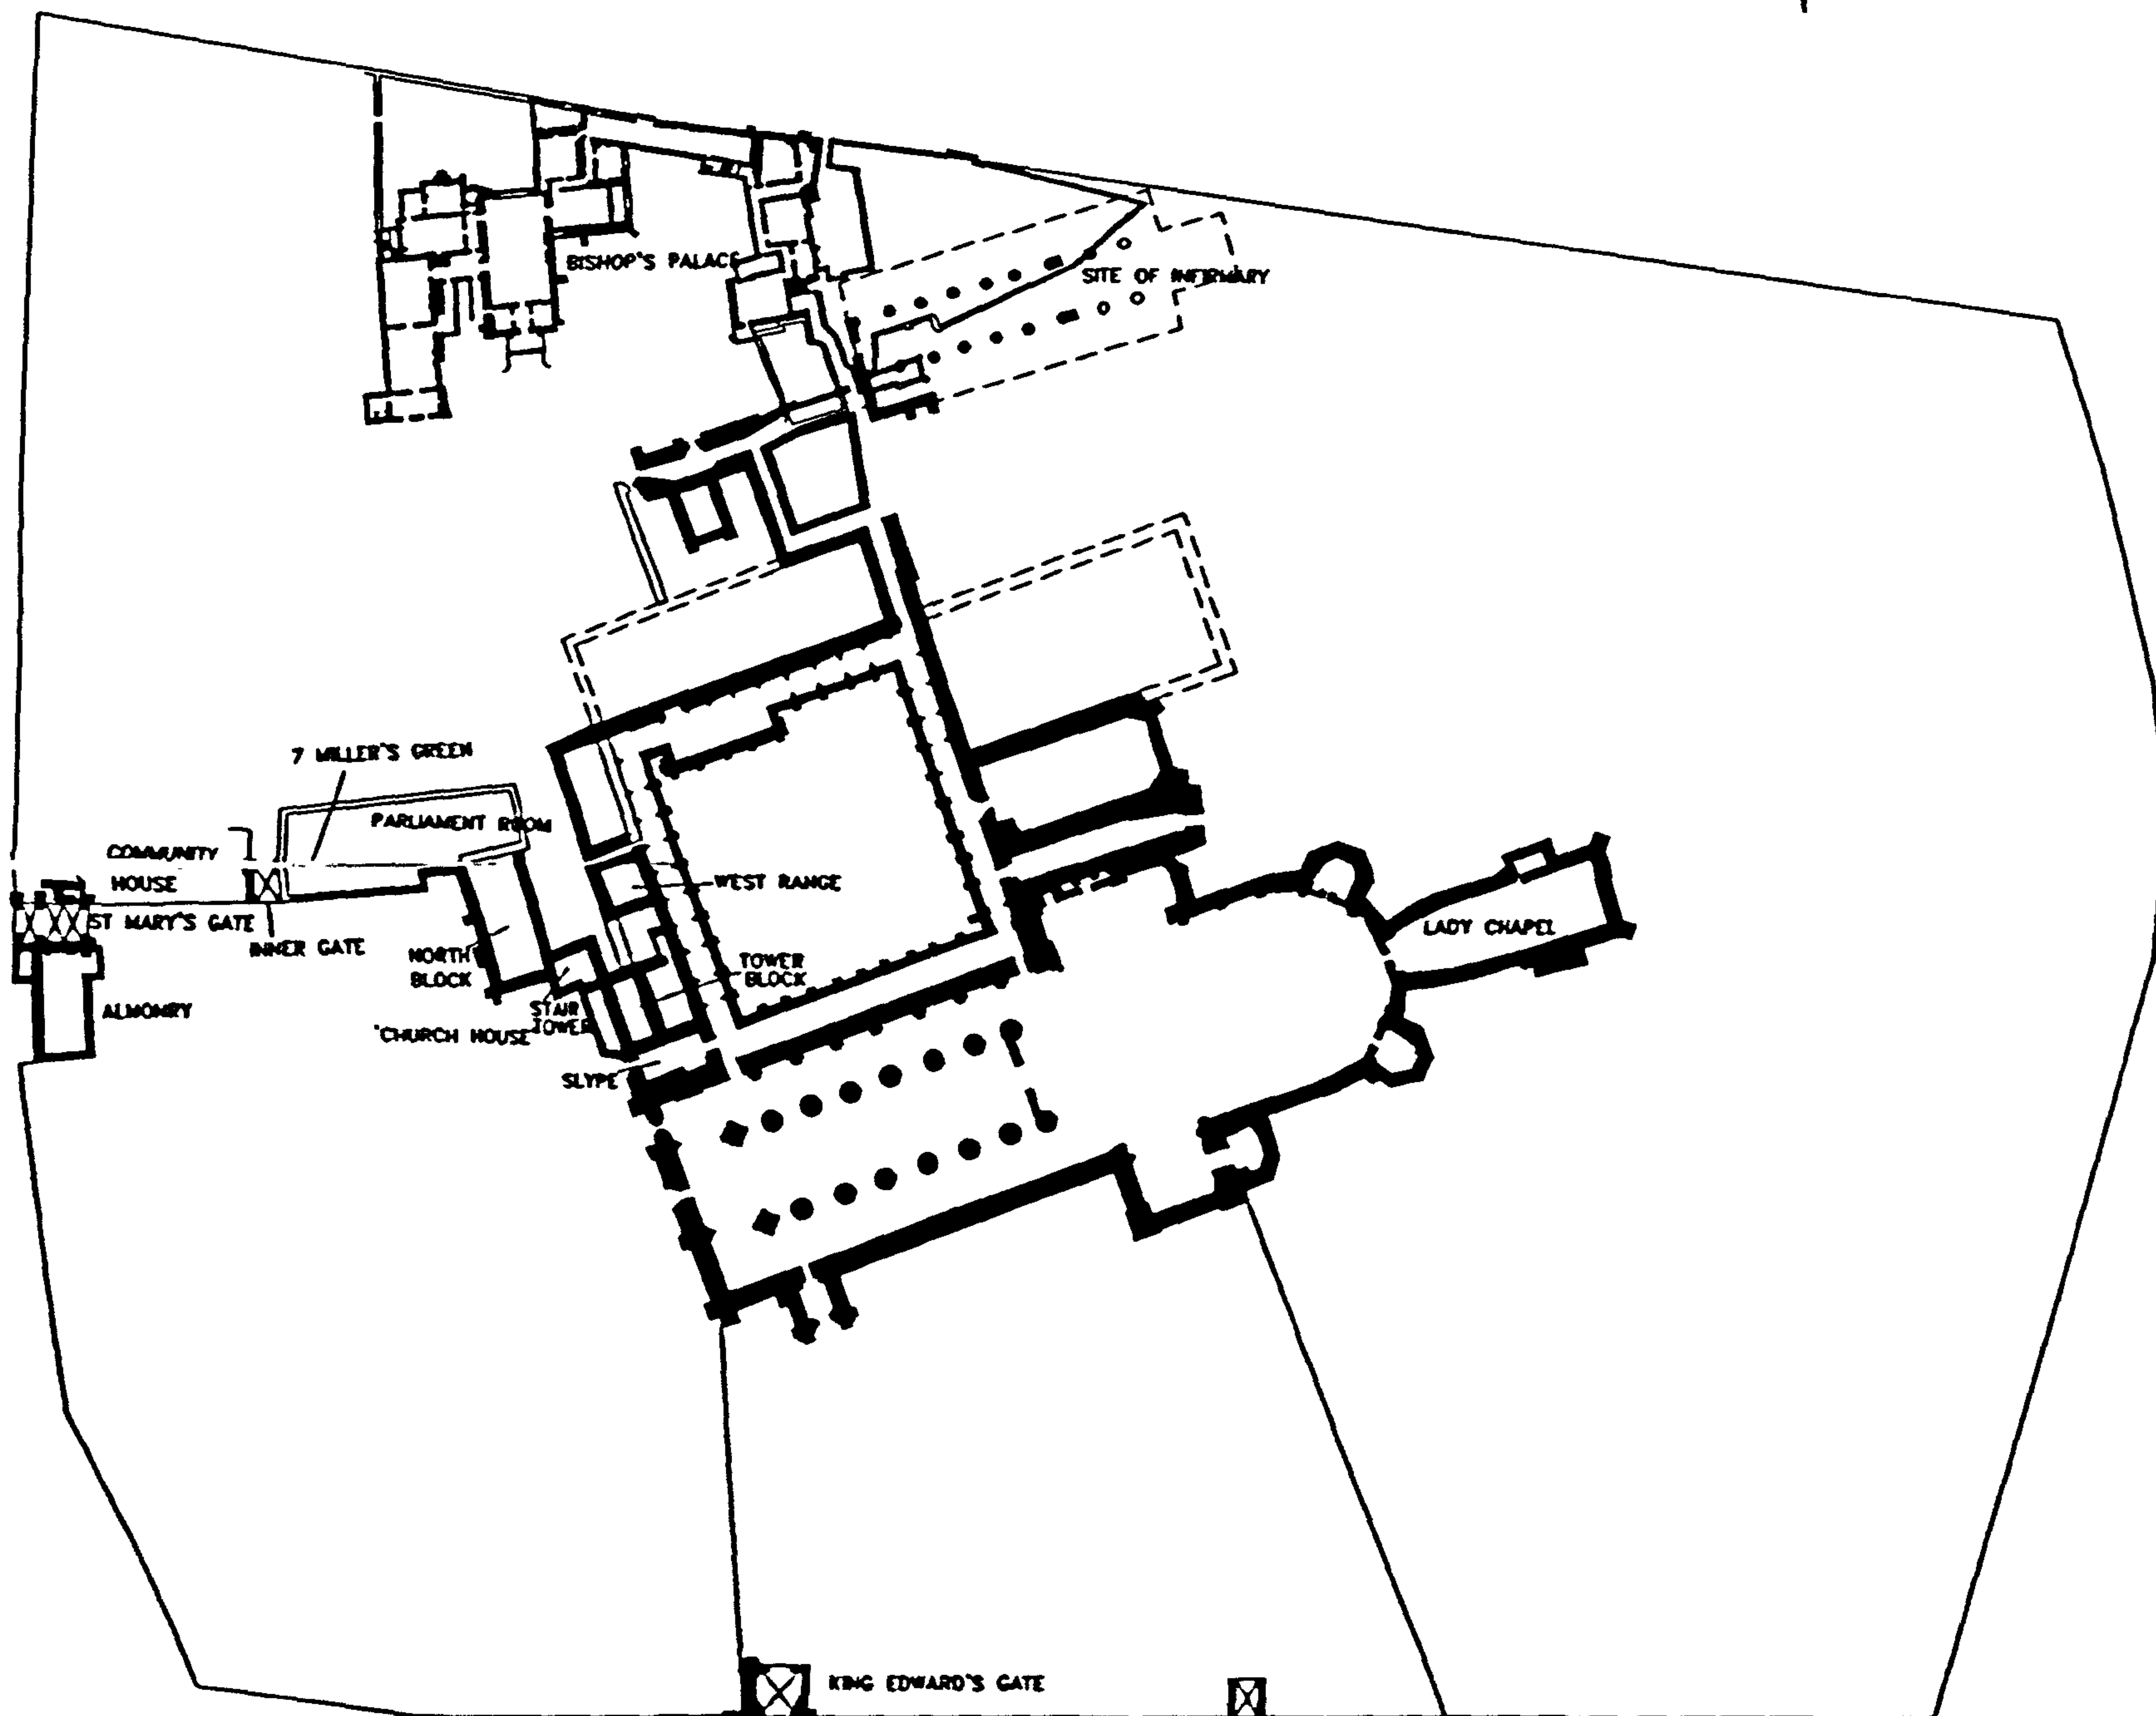 BISHOP'S PALACE
SITE OF INFIRMARY
7 MILLER'S GREEN
PARLIAMENT ROOM
COMMUNITY
HOUSE
WEST RANGE
ST MARY'S GATE
INNER GATE
LADY CHAPEL
NORTH
BLOCK
TOWER
BLOCK
ALMONRY
STAIR
TOWER
'CHURCH HOUSE'
SLYPE
KING EDWARD'S GATE